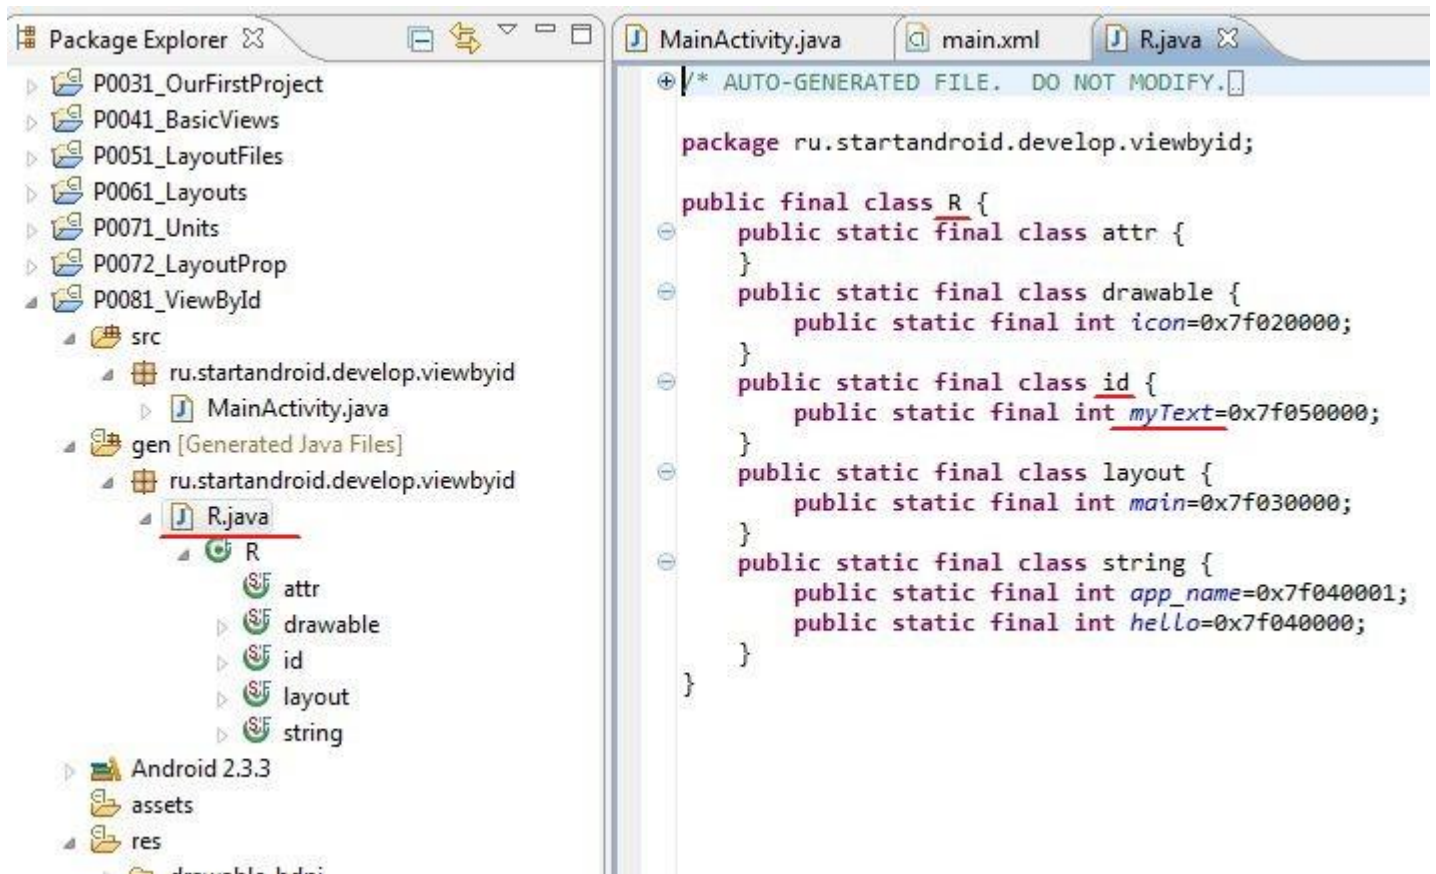 Package Explorer
P0031_OurFirstProject
P0041_BasicViews
P0051_LayoutFiles
P0061_Layouts
P0071_Units
P0072_LayoutProp
P0081_ViewById
src
ru.startandroid.develop.viewbyid
MainActivity.java
gen [Generated Java Files]
ru.startandroid.develop.viewbyid
R.java
R
attr
drawable
id
layout
string
Android 2.3.3
assets
res
MainActivity.java main.xml R.java
/* AUTO-GENERATED FILE.  DO NOT MODIFY.
package ru.startandroid.develop.viewbyid;
public final class R {
    public static final class attr {
    }
    public static final class drawable {
        public static final int icon=0x7f020000;
    }
    public static final class id {
        public static final int myText=0x7f050000;
    }
    public static final class layout {
        public static final int main=0x7f030000;
    }
    public static final class string {
        public static final int app_name=0x7f040001;
        public static final int hello=0x7f040000;
    }
}